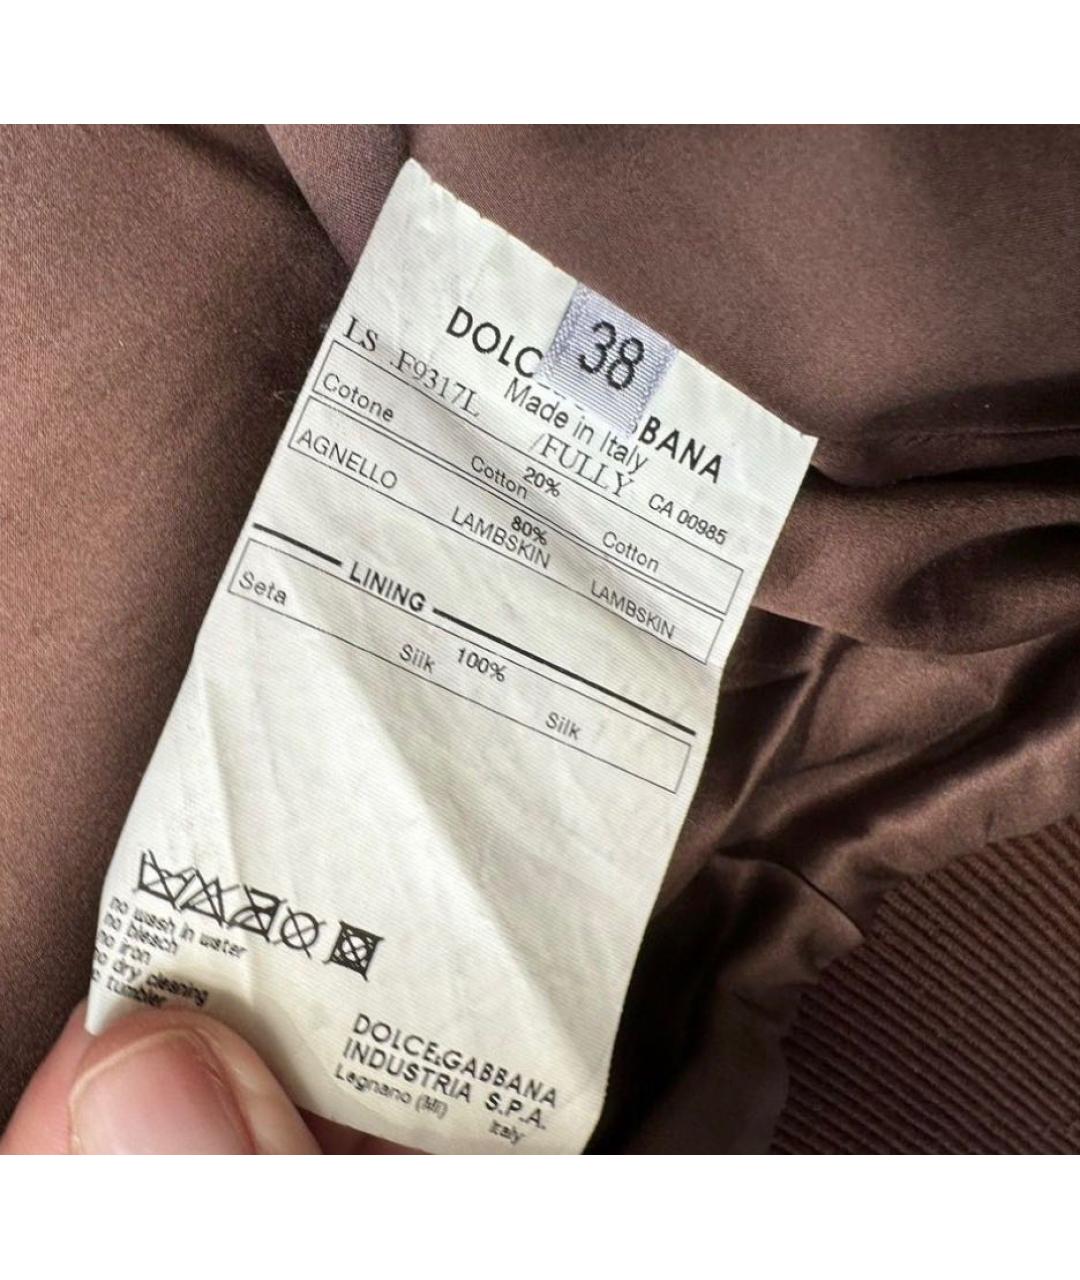 DOLC BBANA
38
Made in Italy
LS .F9317L /FULLY CA 00985
Cotone Cotton 20% Cotton
AGNELLO LAMBSKIN 80% LAMBSKIN
LINING
Seta Silk 100% Silk
no wash in water
no bleach
no iron
no dry cleaning
tumbler
DOLCE&GABBANA
INDUSTRIA S.P.A.
Legnano (MI)
Italy